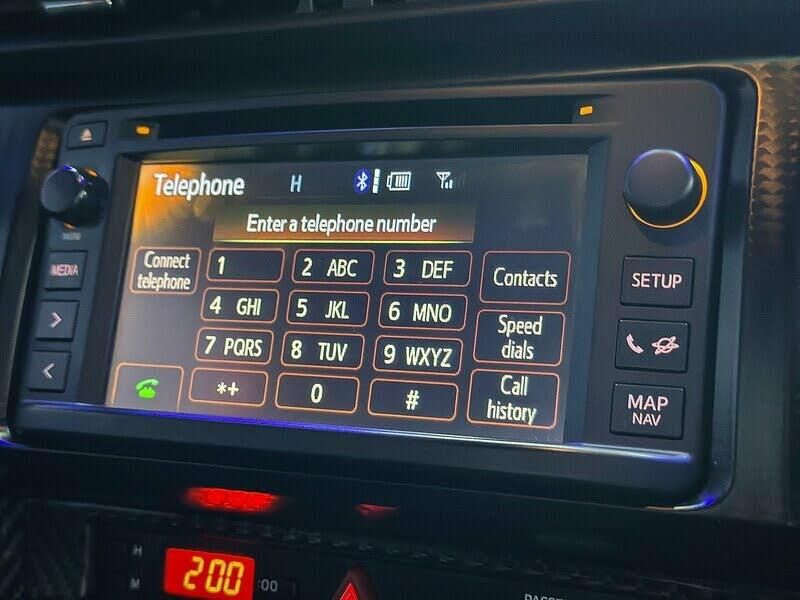 Telephone H
Enter a telephone number
Connect
telephone
1
2 ABC
3 DEF
Contacts
4 GHI
5 JKL
6 MNO
Speed
dials
7 PQRS
8 TUV
9 WXYZ
*+
0
#
Call
history
MEDIA
>
<
SETUP
MAP
NAV
H
M
200
:00